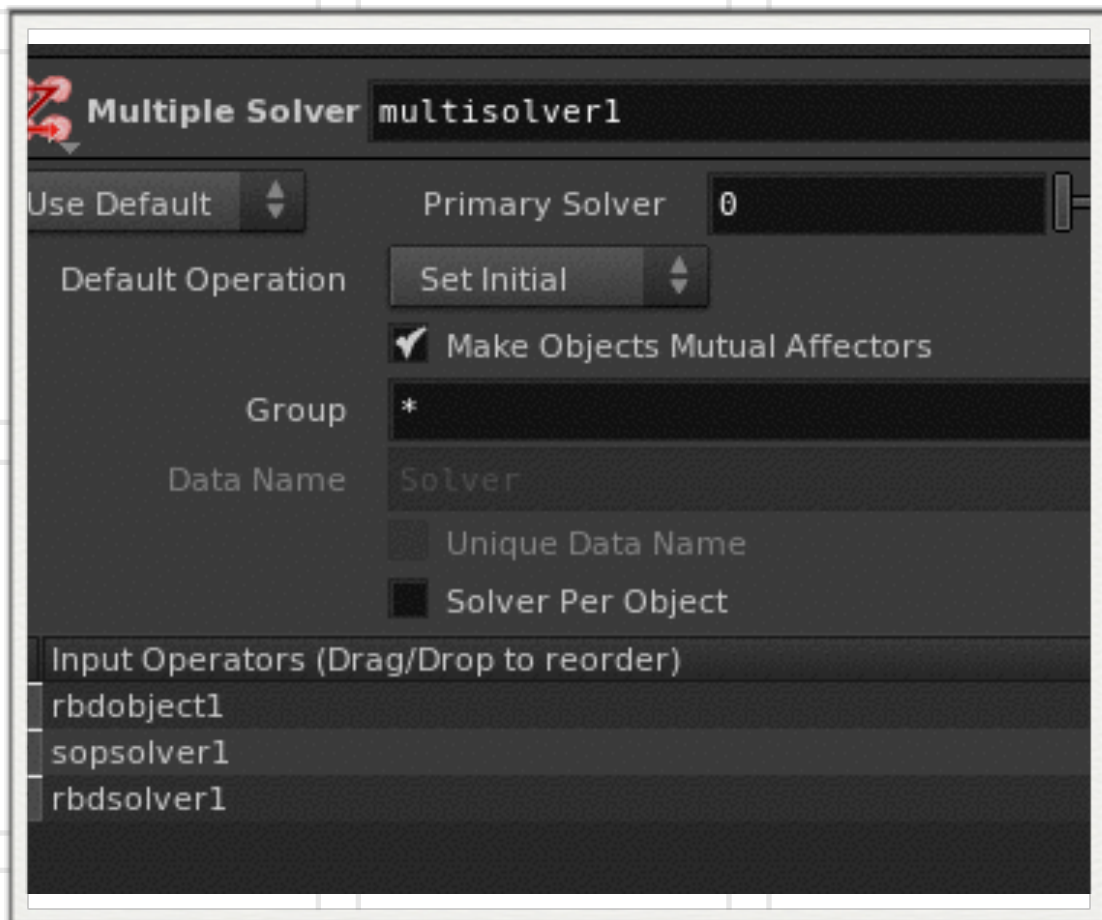 Multiple Solver multisolver1
Use Default Primary Solver 0
Default Operation Set Initial
Make Objects Mutual Affectors
Group *
Data Name Solver
Unique Data Name
Solver Per Object
Input Operators (Drag/Drop to reorder)
rbdobject1
sopsolver1
rbdsolver1